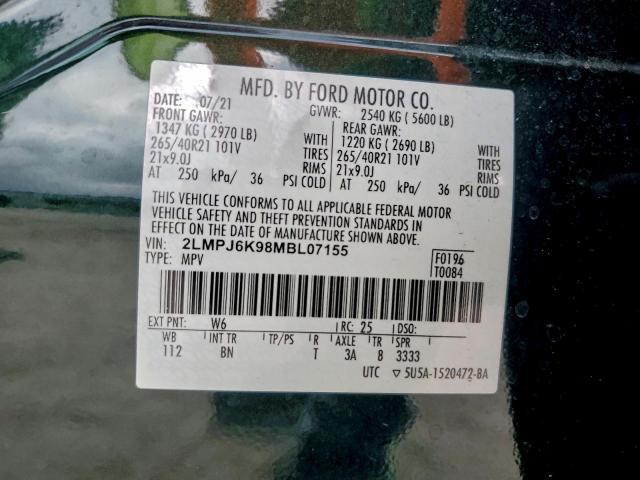 MFD. BY FORD MOTOR CO.
DATE: 07/21 GVWR: 2540 KG ( 5600 LB)
FRONT GAWR: REAR GAWR:
1347 KG ( 2970 LB) WITH 1220 KG ( 2690 LB) WITH
265/40R21 101V TIRES 265/40R21 101V TIRES
21x9.0J RIMS 21x9.0J RIMS
AT 250 kPa/ 36 PSI COLD AT 250 kPa/ 36 PSI COLD
THIS VEHICLE CONFORMS TO ALL APPLICABLE FEDERAL MOTOR
VEHICLE SAFETY AND THEFT PREVENTION STANDARDS IN
EFFECT ON THE DATE OF MANUFACTURE SHOWN ABOVE.
VIN: 2LMPJ6K98MBL07155 F0196
TYPE: MPV T0084
EXT PNT: W6 RC: 25 DSO:
WB INT TR TP/PS R AXLE TR SPR
112 BN T 3A 8 3333
UTC ▽ 5U5A-1520472-BA